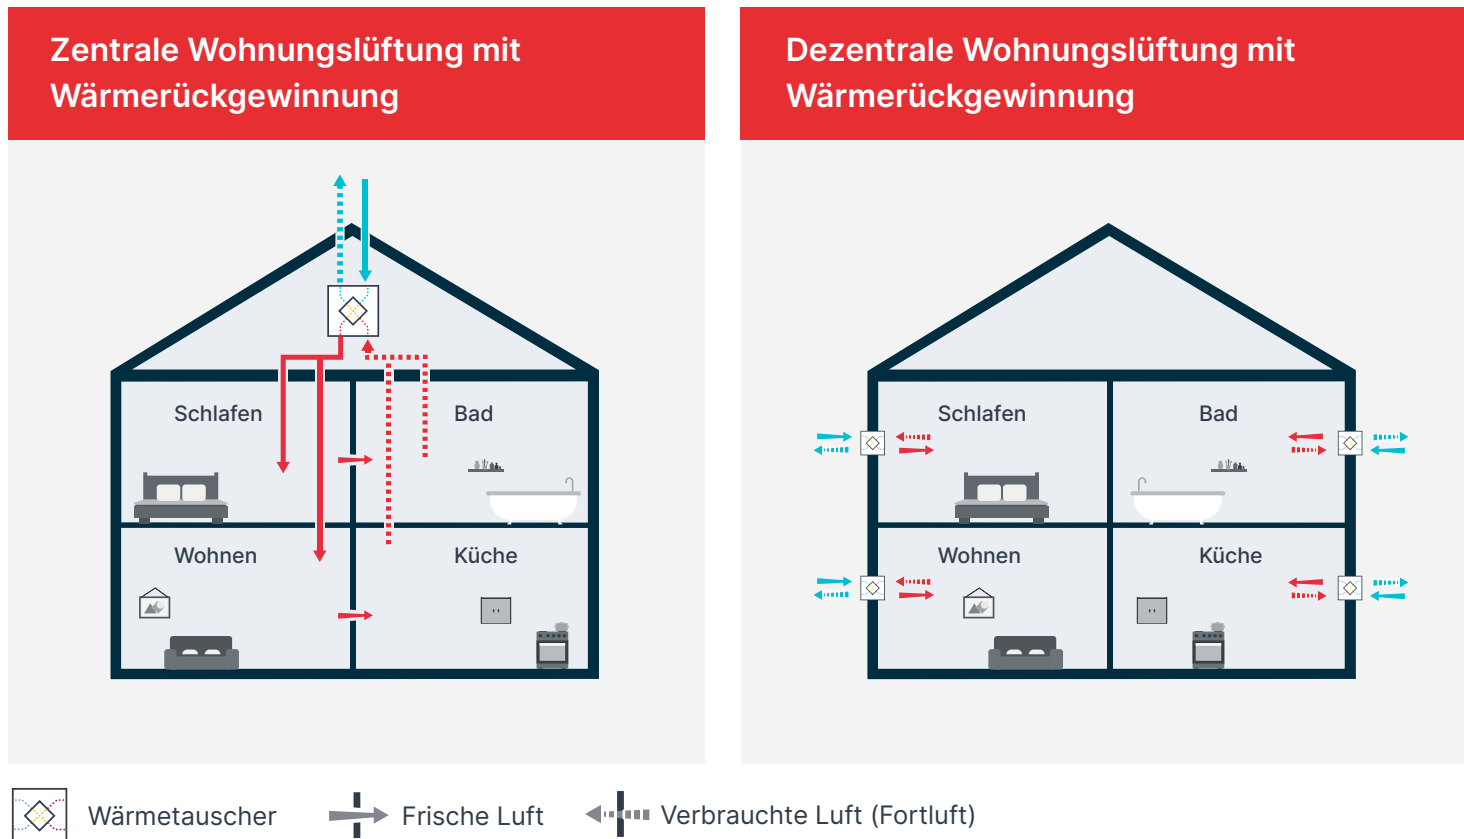 Zentrale Wohnungslüftung mit
Wärmerückgewinnung
Schlafen
Bad
Wohnen
Küche
Dezentrale Wohnungslüftung mit
Wärmerückgewinnung
Schlafen
Bad
Wohnen
Küche
Wärmetauscher
Frische Luft
Verbrauchte Luft (Fortluft)